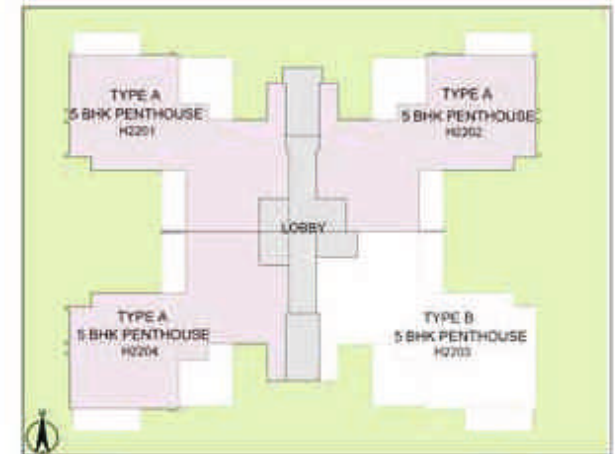 TYPE A
5 BHK PENTHOUSE
H2201
TYPE A
5 BHK PENTHOUSE
H2202
LOBBY
TYPE A
5 BHK PENTHOUSE
H2204
TYPE B
5 BHK PENTHOUSE
H2203